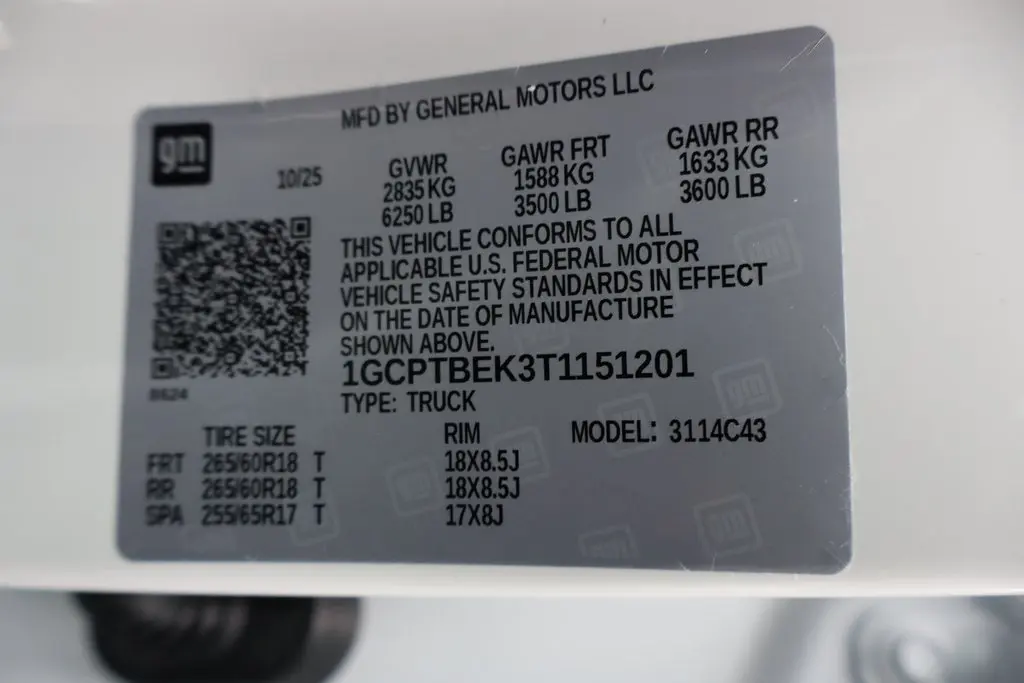 MFD BY GENERAL MOTORS LLC
gm
10/25
GVWR GAWR FRT GAWR RR
2835 KG 1588 KG 1633 KG
6250 LB 3500 LB 3600 LB
THIS VEHICLE CONFORMS TO ALL
APPLICABLE U.S. FEDERAL MOTOR
VEHICLE SAFETY STANDARDS IN EFFECT
ON THE DATE OF MANUFACTURE
SHOWN ABOVE.
1GCPTBEK3T1151201
TYPE: TRUCK
TIRE SIZE RIM MODEL: 3114C43
FRT 265/60R18 T 18X8.5J
RR 265/60R18 T 18X8.5J
SPA 255/65R17 T 17X8J